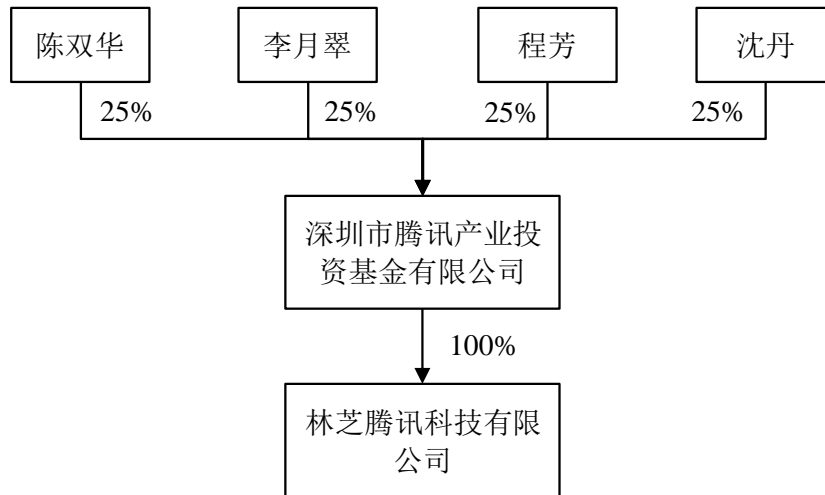 陈双华
李月翠
程芳
沈丹
25%
25%
25%
25%
深圳市腾讯产业投
资基金有限公司
100%
林芝腾讯科技有限
公司